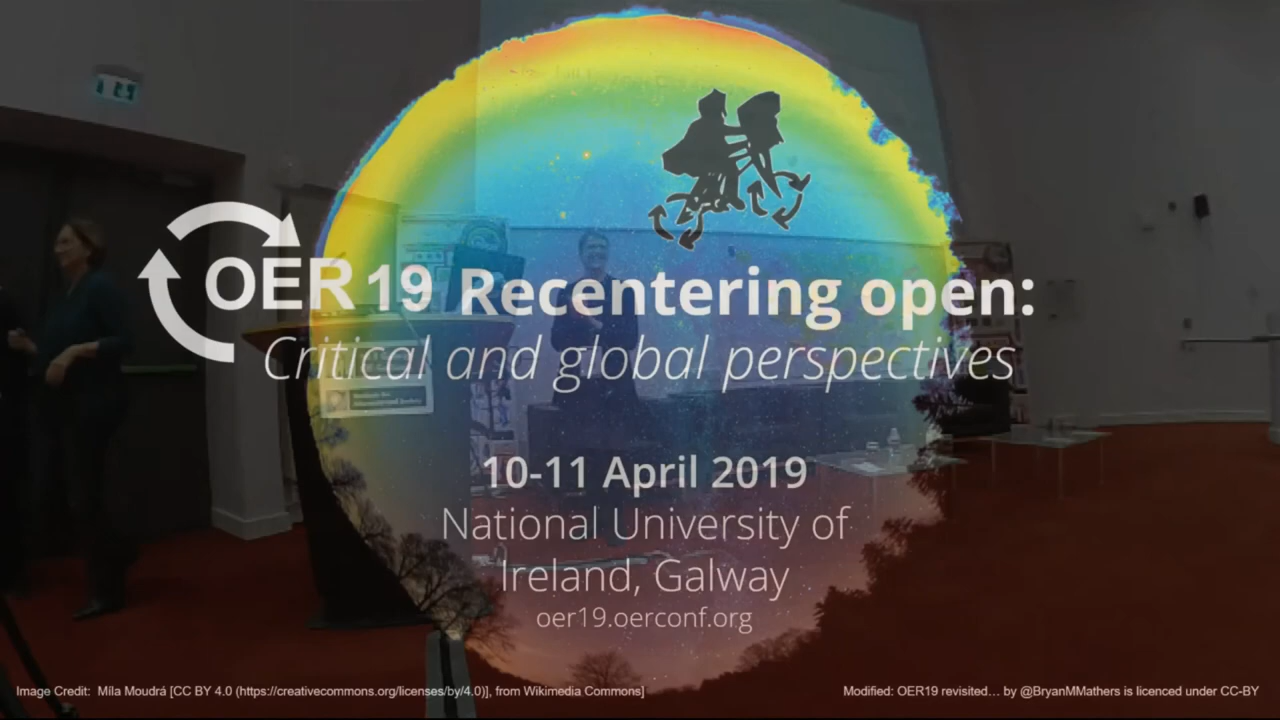 OER19 Recentering open:
Critical and global perspectives
10-11 April 2019
National University of
Ireland, Galway
oer19.oerconf.org
Image Credit: Míla Moudrá [CC BY 4.0 (https://creativecommons.org/licenses/by/4.0)], from Wikimedia Commons]
Modified: OER19 revisited... by @BryanMMathers is licenced under CC-BY